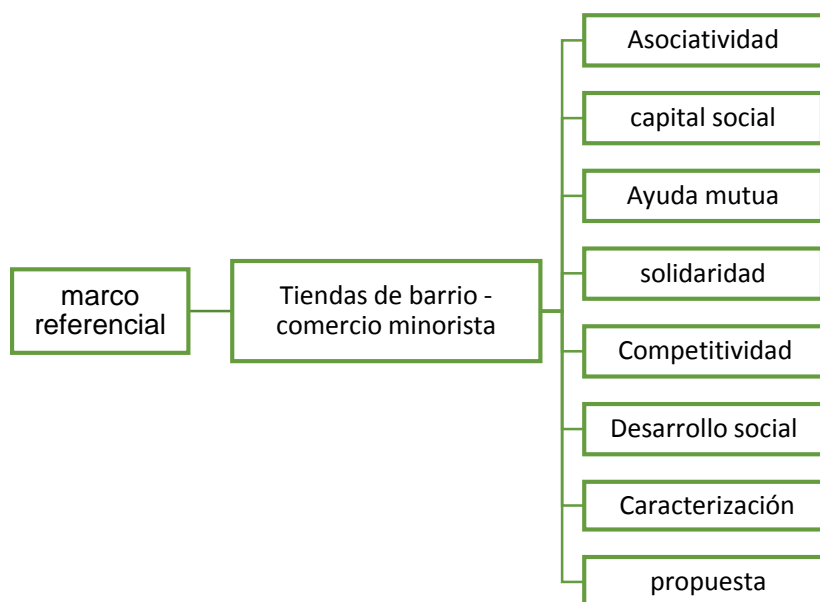 marco
referencial
Tiendas de barrio -
comercio minorista
Asociatividad
capital social
Ayuda mutua
solidaridad
Competitividad
Desarrollo social
Caracterización
propuesta